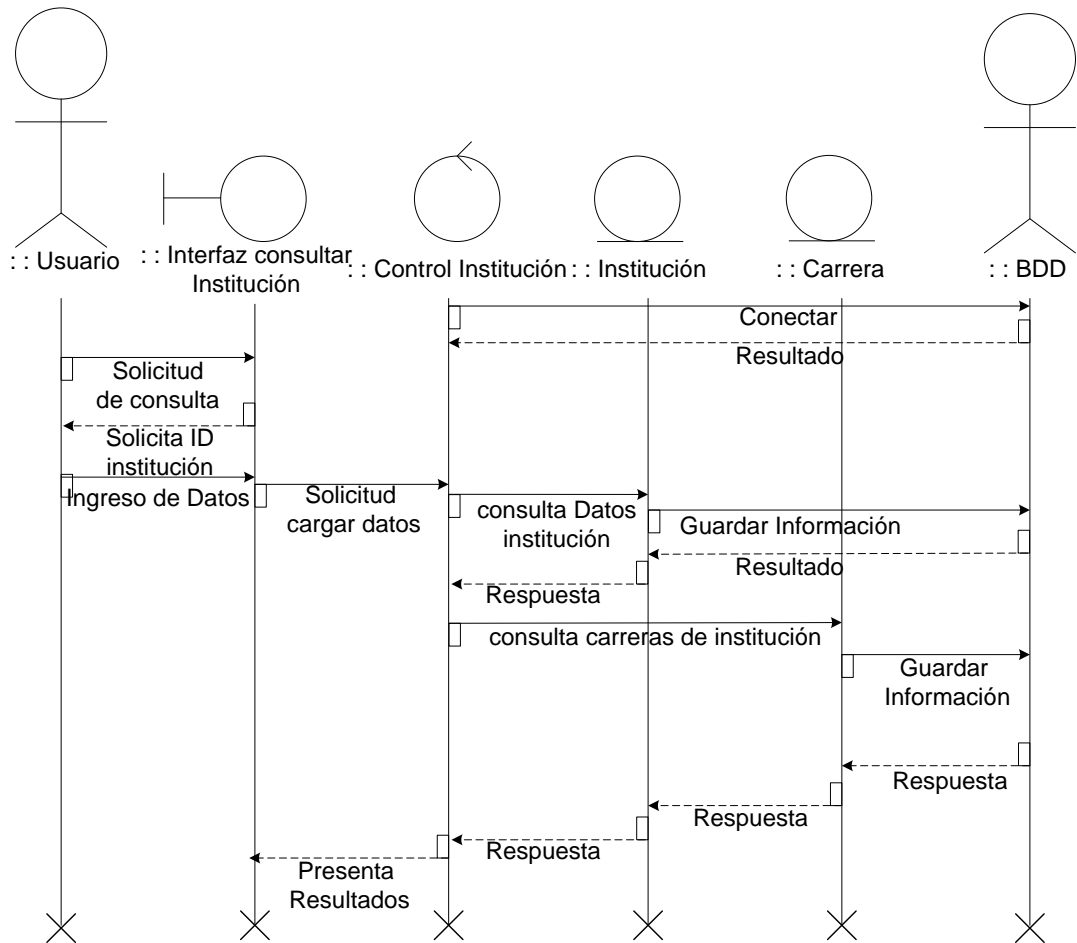 : : Usuario
: : Interfaz consultar
Institución
: : Control Institución
: : Institución
: : Carrera
: : BDD
Conectar
Resultado
Solicitud
de consulta
Solicita ID
institución
Ingreso de Datos
Solicitud
cargar datos
consulta Datos
institución
Guardar Información
Resultado
Respuesta
consulta carreras de institución
Guardar
Información
Respuesta
Respuesta
Respuesta
Presenta
Resultados